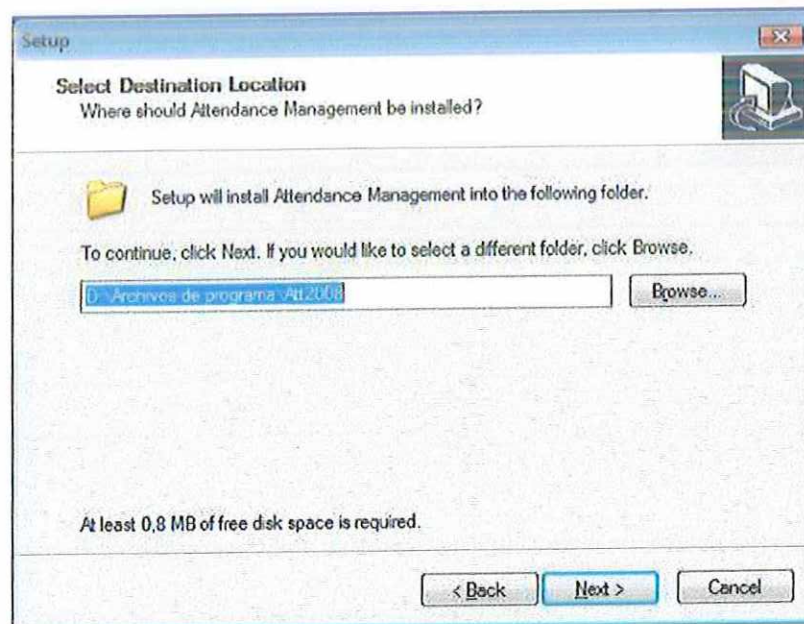 Setup
Select Destination Location
Where should Attendance Management be installed?
Setup will install Attendance Management into the following folder.
To continue, click Next. If you would like to select a different folder, click Browse.
D:\Archivos de programa\Att2008
Browse...
At least 0,8 MB of free disk space is required.
< Back
Next >
Cancel